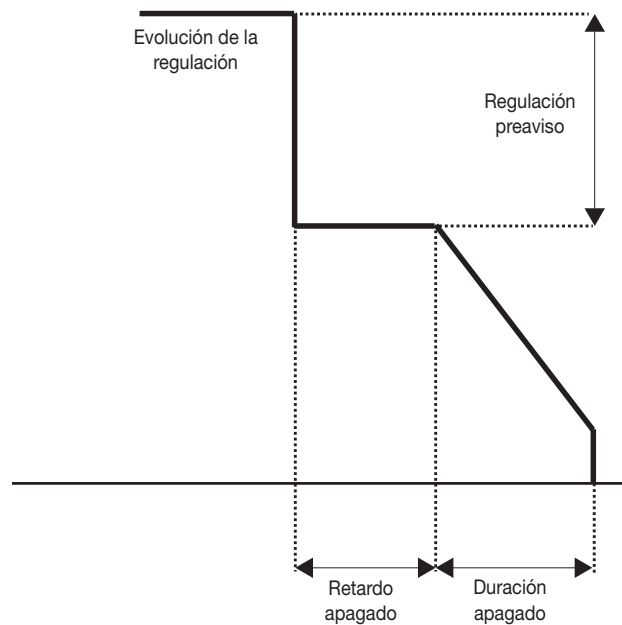 Evolución de la
regulación
Regulación
preaviso
Retardo
apagado
Duración
apagado